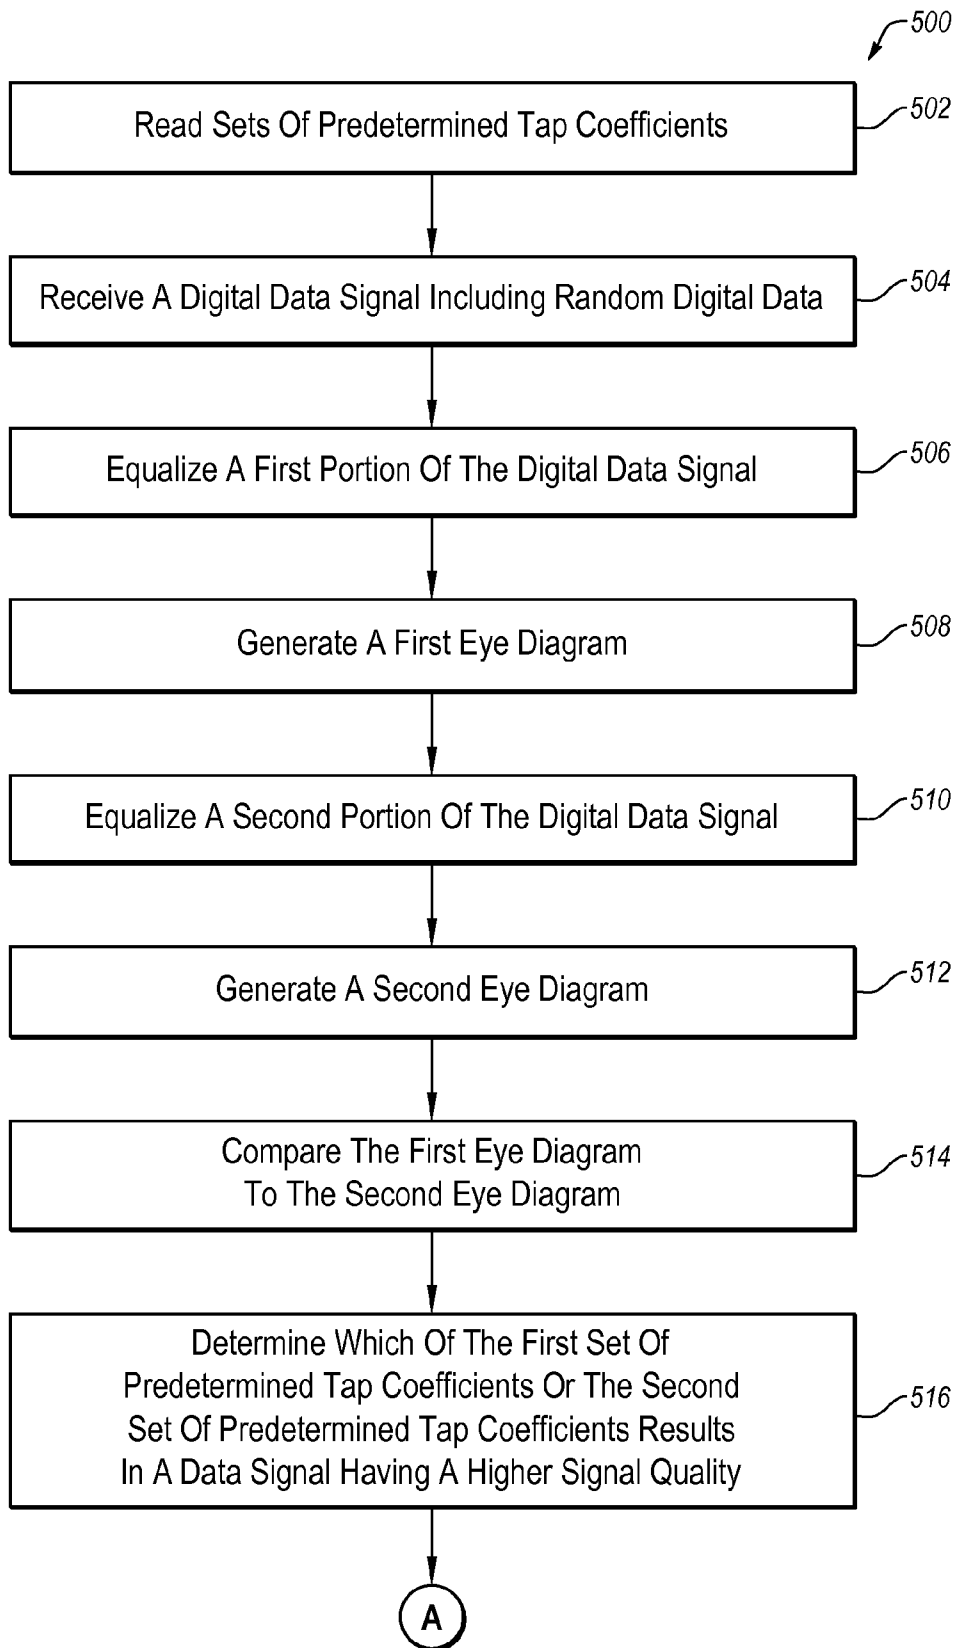 500
Read Sets Of Predetermined Tap Coefficients
502
Receive A Digital Data Signal Including Random Digital Data
504
Equalize A First Portion Of The Digital Data Signal
506
Generate A First Eye Diagram
508
Equalize A Second Portion Of The Digital Data Signal
510
Generate A Second Eye Diagram
512
Compare The First Eye Diagram
To The Second Eye Diagram
514
Determine Which Of The First Set Of
Predetermined Tap Coefficients Or The Second
Set Of Predetermined Tap Coefficients Results
In A Data Signal Having A Higher Signal Quality
516
A